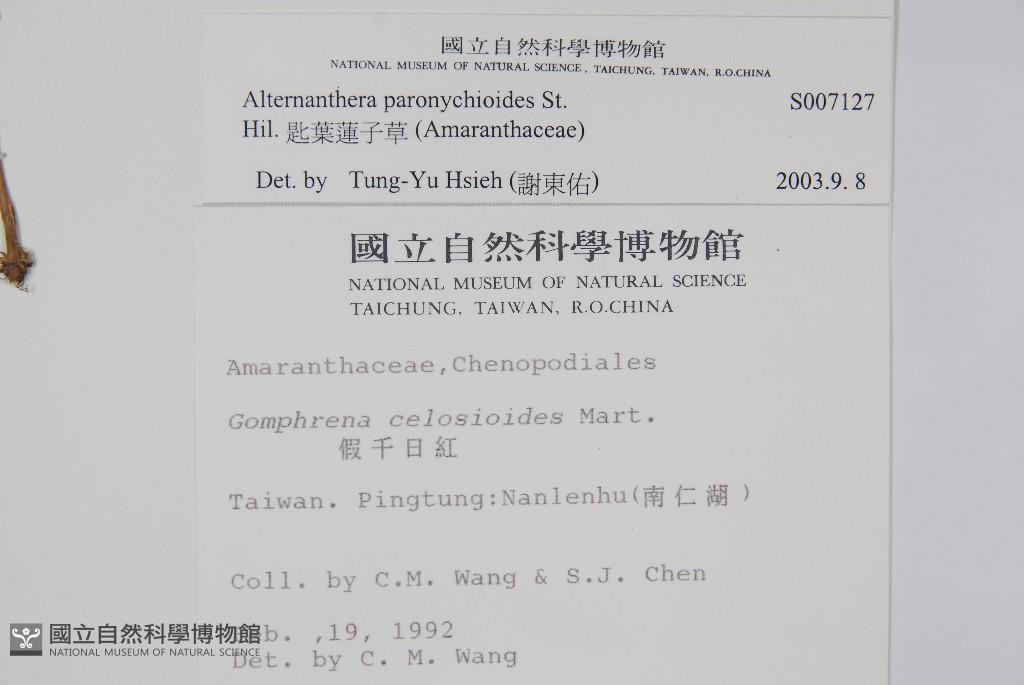 國立自然科學博物館
NATIONAL MUSEUM OF NATURAL SCIENCE, TAICHUNG, TAIWAN, R.O.CHINA
Alternanthera paronychioides St. S007127
Hil. 匙葉蓮子草 (Amaranthaceae)
Det. by Tung-Yu Hsieh (謝東佑) 2003.9. 8
國立自然科學博物館
NATIONAL MUSEUM OF NATURAL SCIENCE
TAICHUNG, TAIWAN, R.O.CHINA
Amaranthaceae,Chenopodiales
Gomphrena celosioides Mart.
假千日紅
Taiwan. Pingtung:Nanlenhu(南仁湖)
Coll. by C.M. Wang & S.J. Chen
,19, 1992
Det. by C. M. Wang
國立自然科學博物館
NATIONAL MUSEUM OF NATURAL SCIENCE